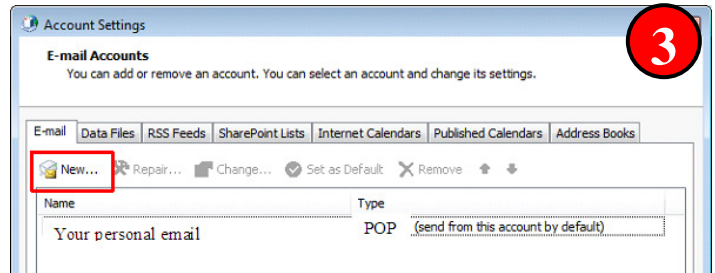 Account Settings
3
E-mail Accounts
You can add or remove an account. You can select an account and change its settings.
E-mail Data Files RSS Feeds SharePoint Lists Internet Calendars Published Calendars Address Books
New... Repair... Change... Set as Default Remove
Name Type
Your personal email POP (send from this account by default)